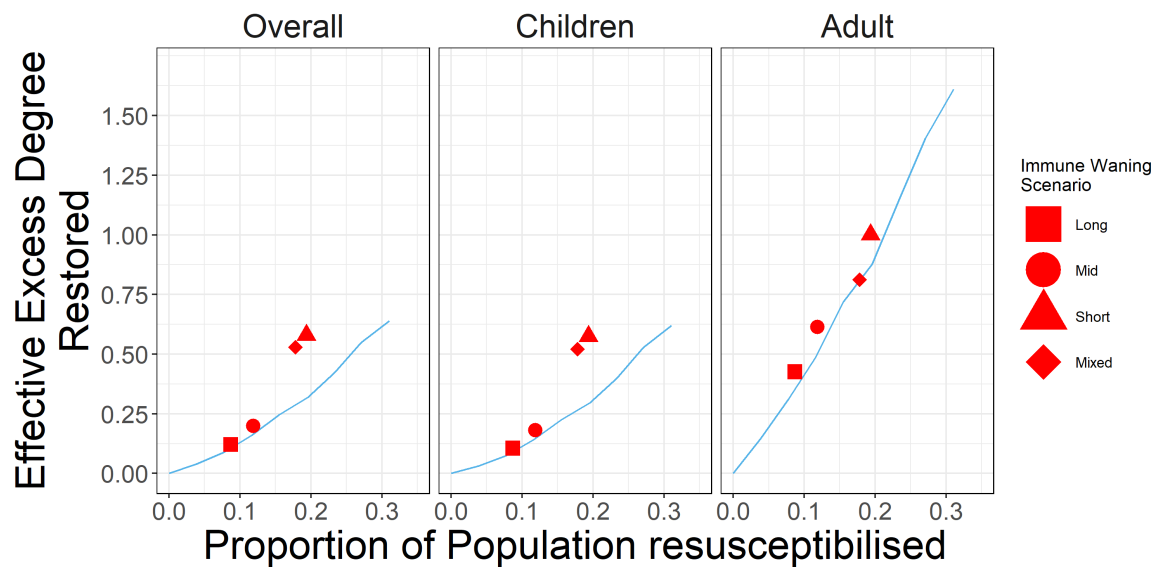 Overall Children Adult
Effective Excess Degree
Restored
1.50
1.25
1.00
0.75
0.50
0.25
0.00
0.0 0.1 0.2 0.3 0.0 0.1 0.2 0.3 0.0 0.1 0.2 0.3
Proportion of Population resusceptibilised
Immune Waning
Scenario
Long
Mid
Short
Mixed